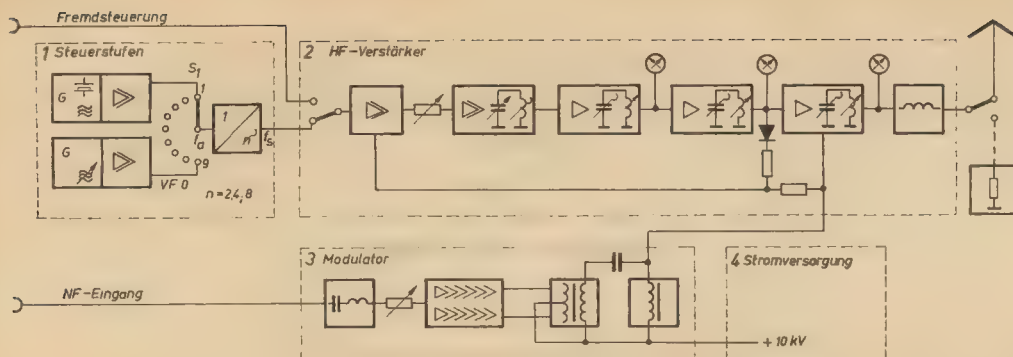 Fremdsteuerung
1 Steuerstufen
2 HF-Verstärker
S1
1
G
1
n
fa
fs
G
9
VFO
n=2,4,8
3 Modulator
4 Stromversorgung
NF-Eingang
+10 kV